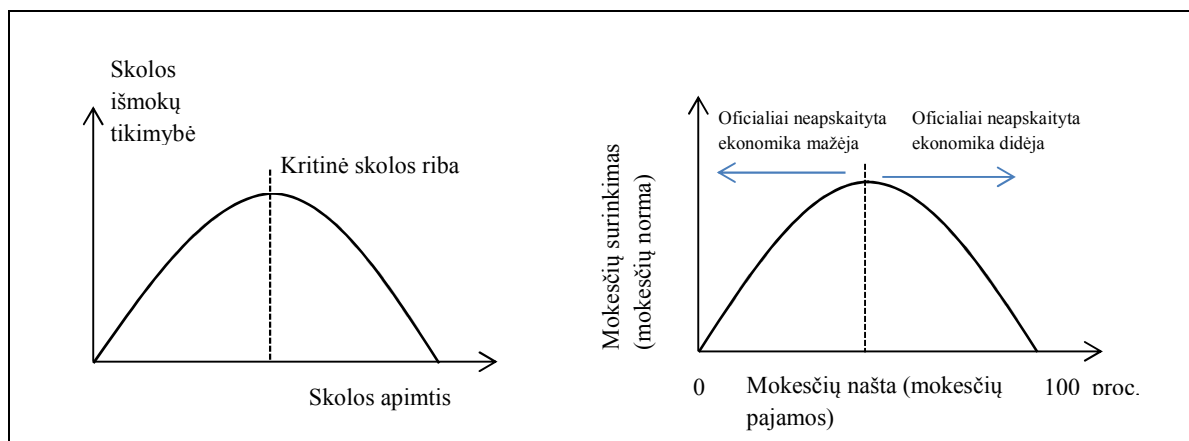 Skolos
išmokų
tikimybė
Kritinė skolos riba
Skolos apimtis
Oficialiai neapskaityta
ekonomika mažėja
Oficialiai neapskaityta
ekonomika didėja
Mokesčių surinkimas
(mokesčių norma)
0 Mokesčių našta (mokesčių 100 proc.
pajamos)